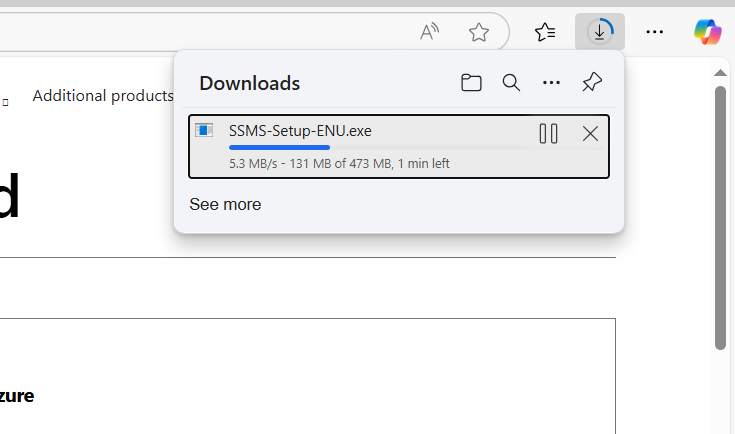 Downloads
Additional products
SSMS-Setup-ENU.exe
5.3 MB/s - 131 MB of 473 MB, 1 min left
See more
d
zure